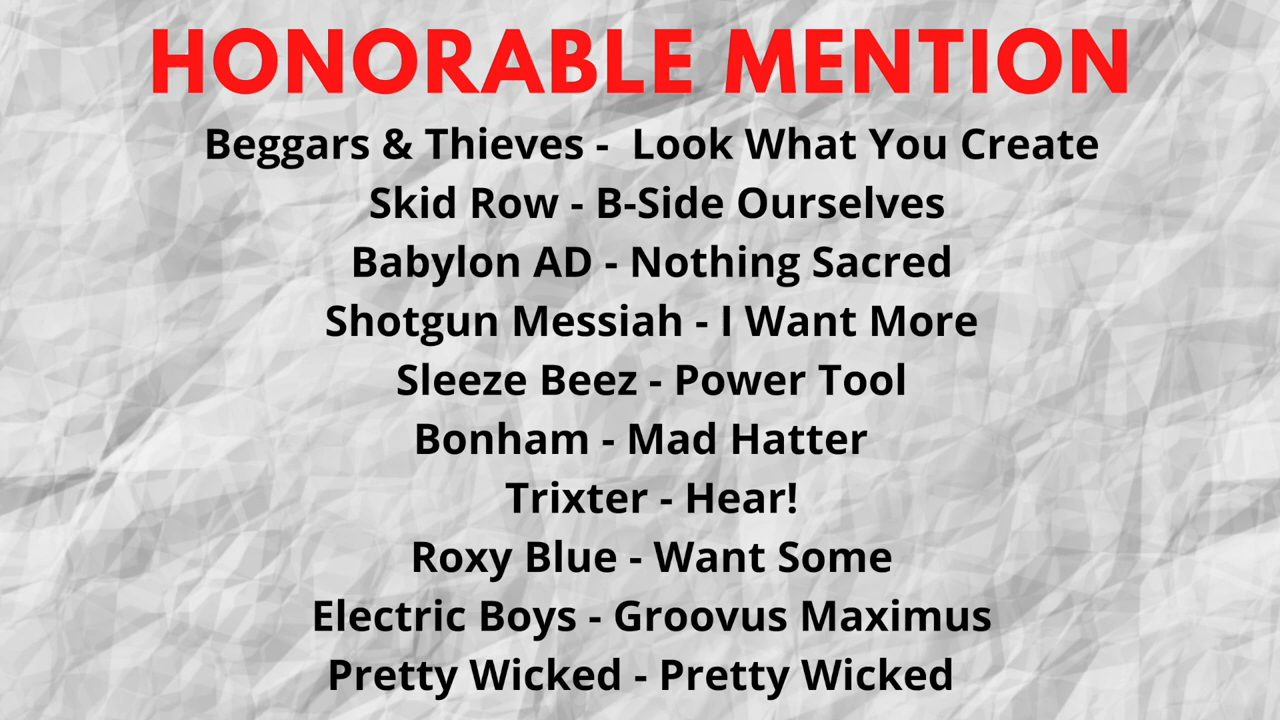 HONORABLE MENTION
Beggars & Thieves -  Look What You Create
Skid Row - B-Side Ourselves
Babylon AD - Nothing Sacred
Shotgun Messiah - I Want More
Sleeze Beez - Power Tool
Bonham - Mad Hatter
Trixter - Hear!
Roxy Blue - Want Some
Electric Boys - Groovus Maximus
Pretty Wicked - Pretty Wicked